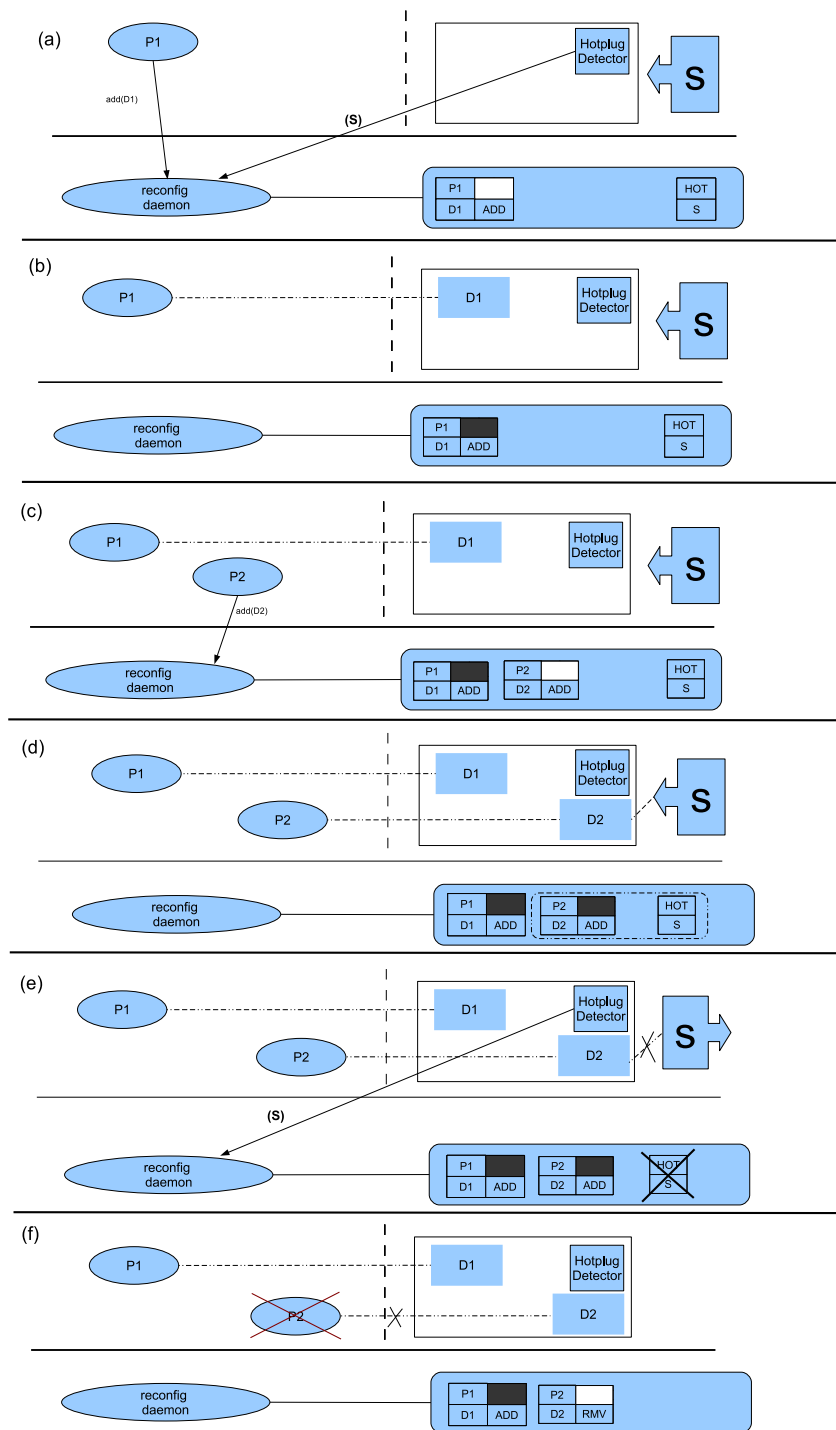 (a)
P1
Hotplug
Detector
S
add(D1)
(S)
reconfig
daemon
P1
D1 ADD
HOT
S
(b)
P1
D1
Hotplug
Detector
S
reconfig
daemon
P1
D1 ADD
HOT
S
(c)
P1
D1
Hotplug
Detector
S
P2
add(D2)
reconfig
daemon
P1
D1 ADD
P2
D2 ADD
HOT
S
(d)
P1
D1
Hotplug
Detector
S
P2
D2
reconfig
daemon
P1
D1 ADD
P2
D2 ADD
HOT
S
(e)
P1
D1
Hotplug
Detector
S
P2
D2
(S)
reconfig
daemon
P1
D1 ADD
P2
D2 ADD
HOT
S
(f)
P1
D1
Hotplug
Detector
P2
D2
reconfig
daemon
P1
D1 ADD
P2
D2 RMV